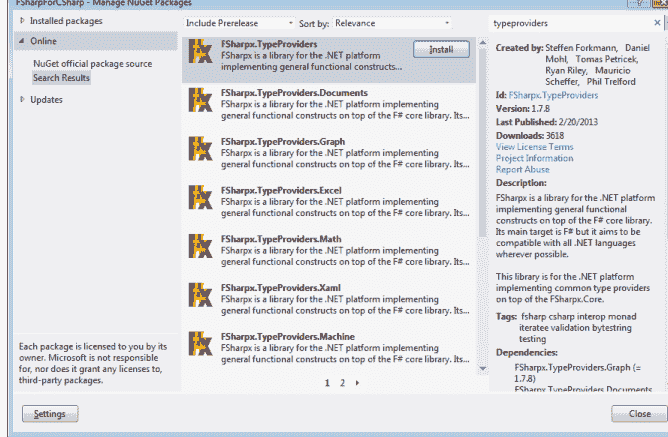 FSharpForCSharp - Manage NuGet Packages
Installed packages
Online
NuGet official package source
Search Results
Updates
Each package is licensed to you by its
owner. Microsoft is not responsible
for, nor does it grant any licenses to,
third-party packages.
Include Prerelease Sort by: Relevance
FSharpx.TypeProviders
FSharpx is a library for the .NET platform
implementing general functional constructs...
Install
FSharpx.TypeProviders.Documents
FSharpx is a library for the .NET platform implementing
general functional constructs on top of the F# core library. Its...
FSharpx.TypeProviders.Graph
FSharpx is a library for the .NET platform implementing
general functional constructs on top of the F# core library. Its...
FSharpx.TypeProviders.Excel
FSharpx is a library for the .NET platform implementing
general functional constructs on top of the F# core library. Its...
FSharpx.TypeProviders.Math
FSharpx is a library for the .NET platform implementing
general functional constructs on top of the F# core library. Its...
FSharpx.TypeProviders.Xaml
FSharpx is a library for the .NET platform implementing
general functional constructs on top of the F# core library. Its...
FSharpx.TypeProviders.Machine
FSharpx is a library for the .NET platform implementing
general functional constructs on top of the F# core library. Its...
1 2
typeproviders
Created by: Steffen Forkmann, Daniel
Mohl, Tomas Petricek,
Ryan Riley, Mauricio
Scheffer, Phil Trelford
Id: FSharpx.TypeProviders
Version: 1.7.8
Last Published: 2/20/2013
Downloads: 3618
View License Terms
Project Information
Report Abuse
Description:
FSharpx is a library for the .NET platform
implementing general functional
constructs on top of the F# core library.
Its main target is F# but it aims to be
compatible with all .NET languages
wherever possible.
This library is for the .NET platform
implementing common type providers
on top of the FSharpx.Core.
Tags: fsharp csharp interop monad
iteratee validation bytestring
testing
Dependencies:
FSharpx.TypeProviders.Graph (=
1.7.8)
FSharpx.TypeProviders.Documents
Settings
Close